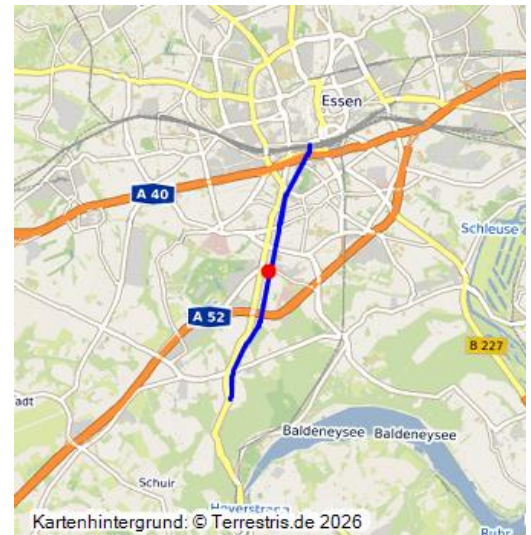 Essen
A 40
Schleuse
A 52
B 227
Baldeneysee Baldeneysee
Schuir
Kartenhintergrund: © Terrestris.de 2026